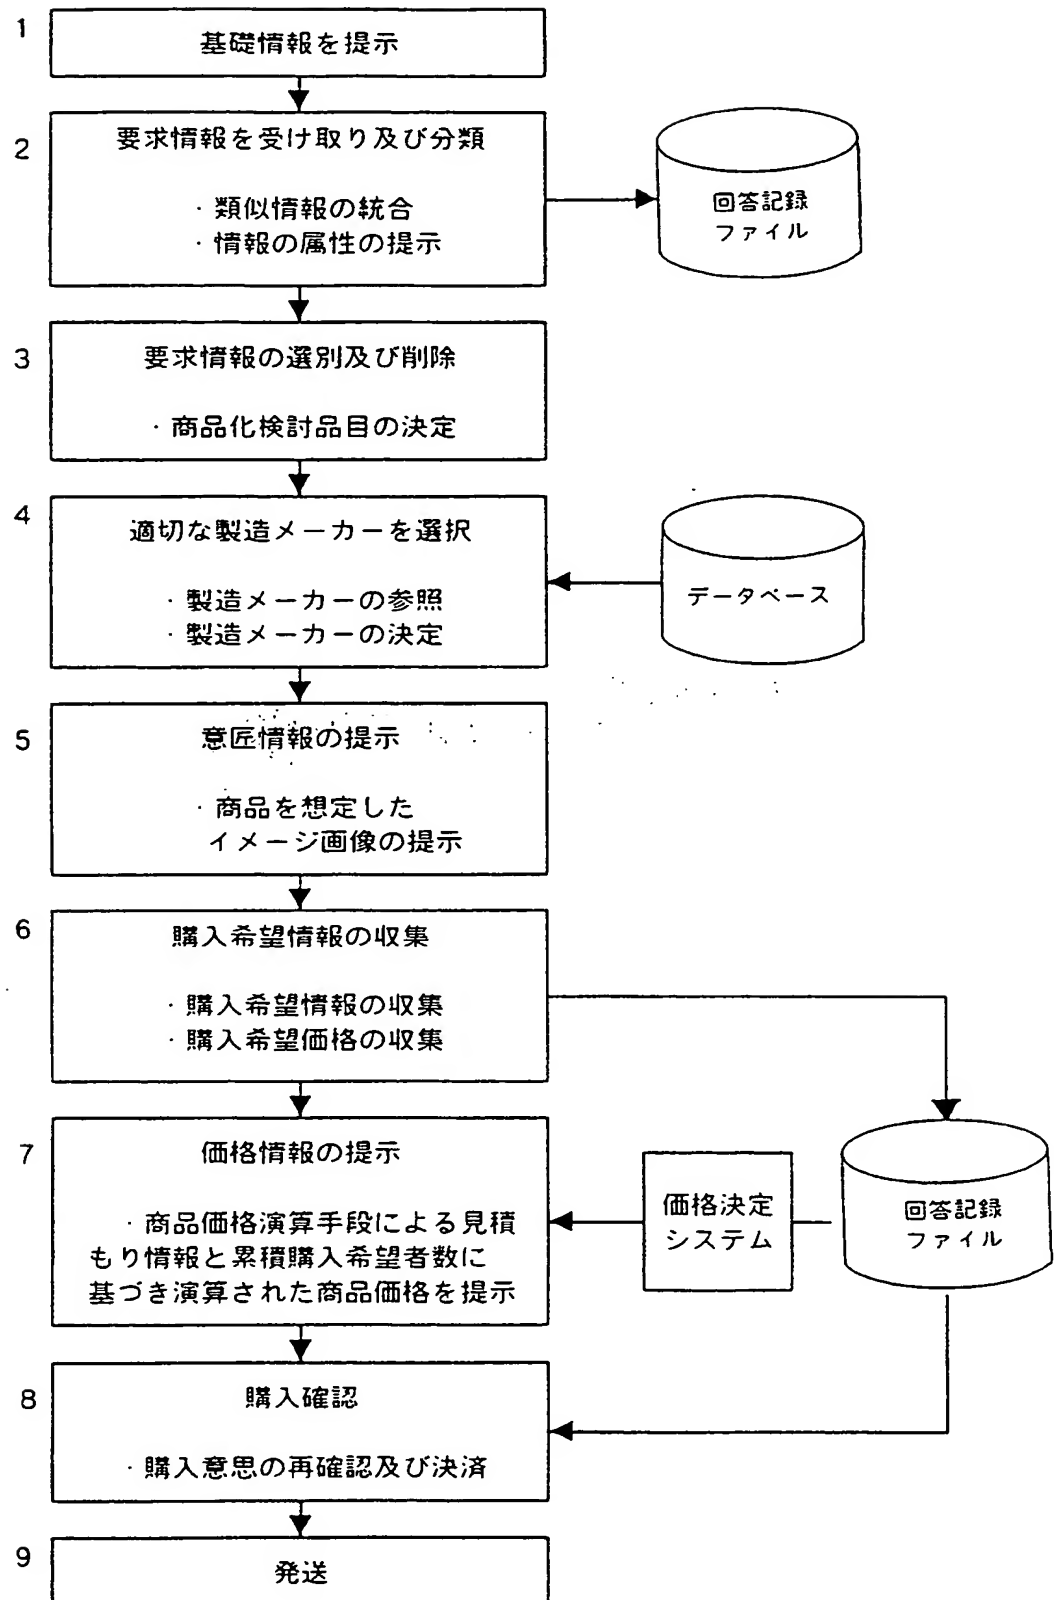 1
基礎情報を提示
2
要求情報を受け取り及び分類
・類似情報の統合
・情報の属性の提示
回答記録
ファイル
3
要求情報の選別及び削除
・商品化検討品目の決定
4
適切な製造メーカーを選択
・製造メーカーの参照
・製造メーカーの決定
データベース
5
意匠情報の提示
・商品を想定した
イメージ画像の提示
6
購入希望情報の収集
・購入希望情報の収集
・購入希望価格の収集
7
価格情報の提示
・商品価格演算手段による見積
もり情報と累積購入希望者数に
基づき演算された商品価格を提示
価格決定
システム
回答記録
ファイル
8
購入確認
・購入意思の再確認及び決済
9
発送